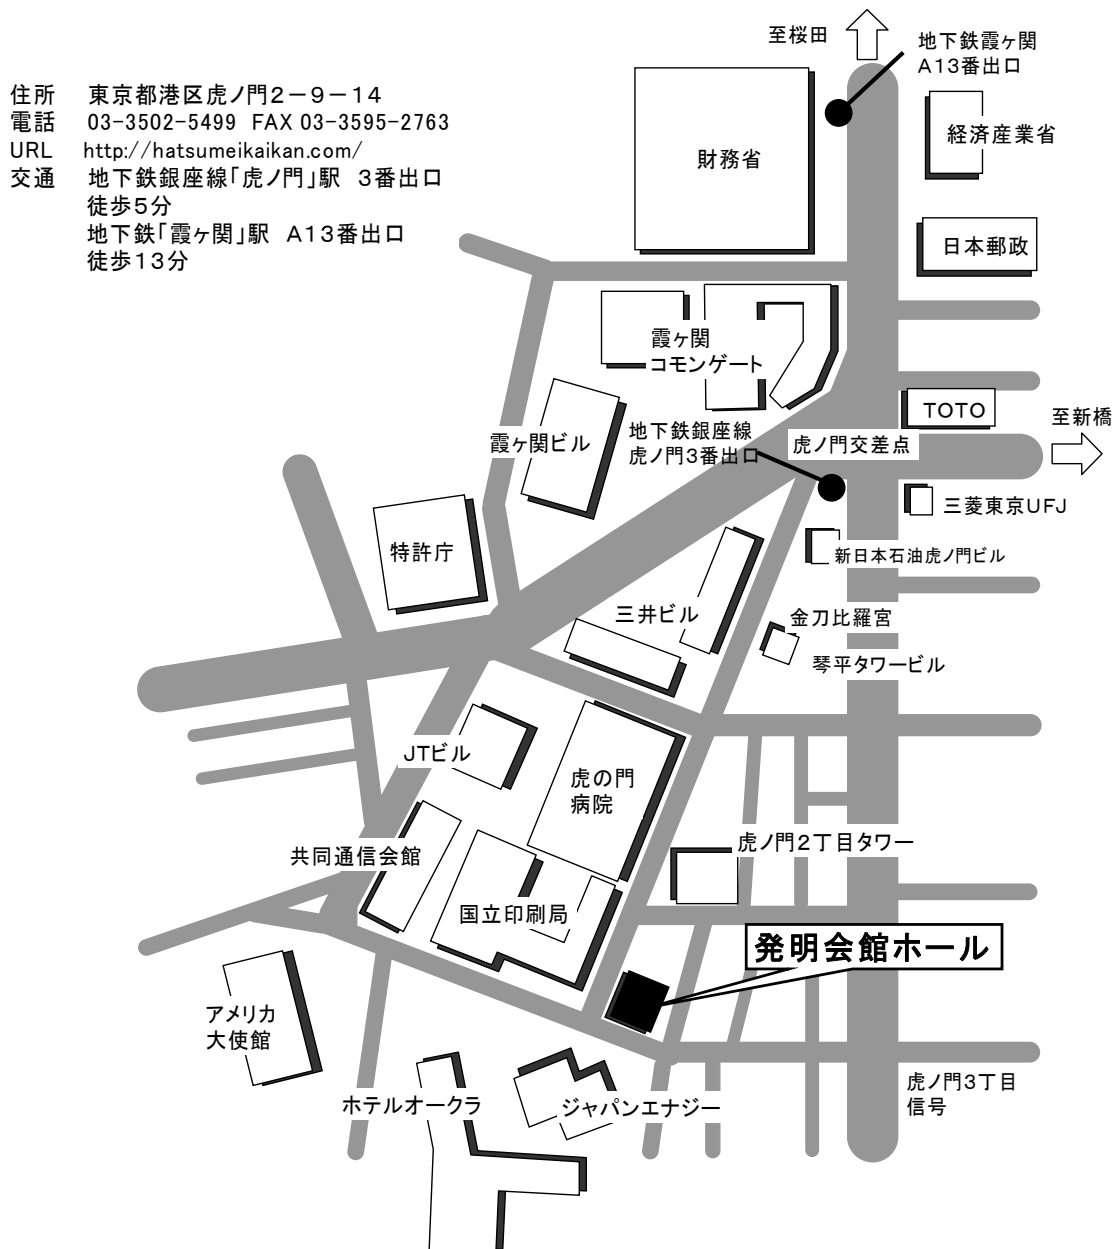 至桜田
地下鉄霞ヶ関
A13番出口
住所 東京都港区虎ノ門2-9-14
電話 03-3502-5499 FAX 03-3595-2763
URL http://hatsumeikaikan.com/
交通 地下鉄銀座線「虎ノ門」駅 3番出口
徒歩5分
地下鉄「霞ヶ関」駅 A13番出口
徒歩13分
財務省
経済産業省
日本郵政
霞ヶ関
コモンゲート
TOTO
至新橋
霞ヶ関ビル
地下鉄銀座線
虎ノ門3番出口
虎ノ門交差点
三菱東京UFJ
特許庁
新日本石油虎ノ門ビル
三井ビル
金刀比羅宮
琴平タワービル
JTビル
虎の門
病院
虎ノ門2丁目タワー
共同通信会館
国立印刷局
発明会館ホール
アメリカ
大使館
ホテルオークラ
ジャパンエナジー
虎ノ門3丁目
信号